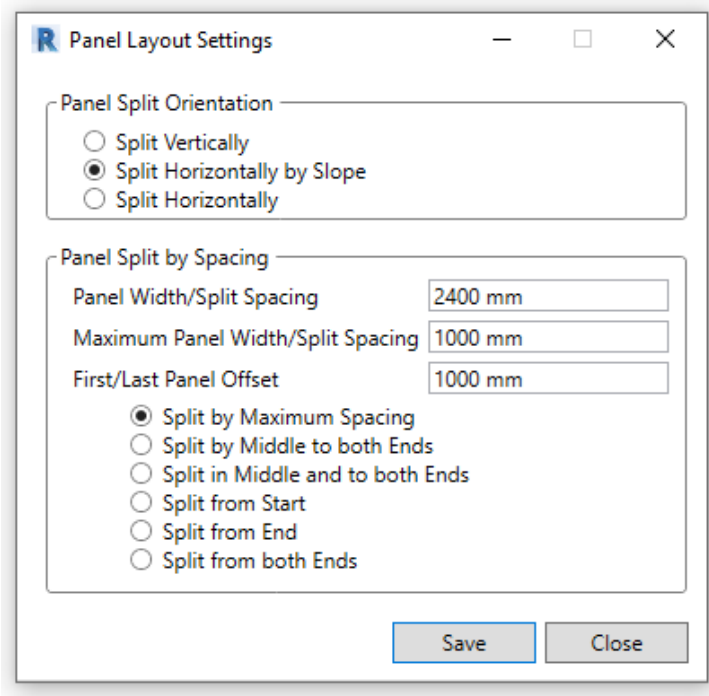 Panel Layout Settings
Panel Split Orientation
Split Vertically
Split Horizontally by Slope
Split Horizontally
Panel Split by Spacing
Panel Width/Split Spacing 2400 mm
Maximum Panel Width/Split Spacing 1000 mm
First/Last Panel Offset 1000 mm
Split by Maximum Spacing
Split by Middle to both Ends
Split in Middle and to both Ends
Split from Start
Split from End
Split from both Ends
Save Close